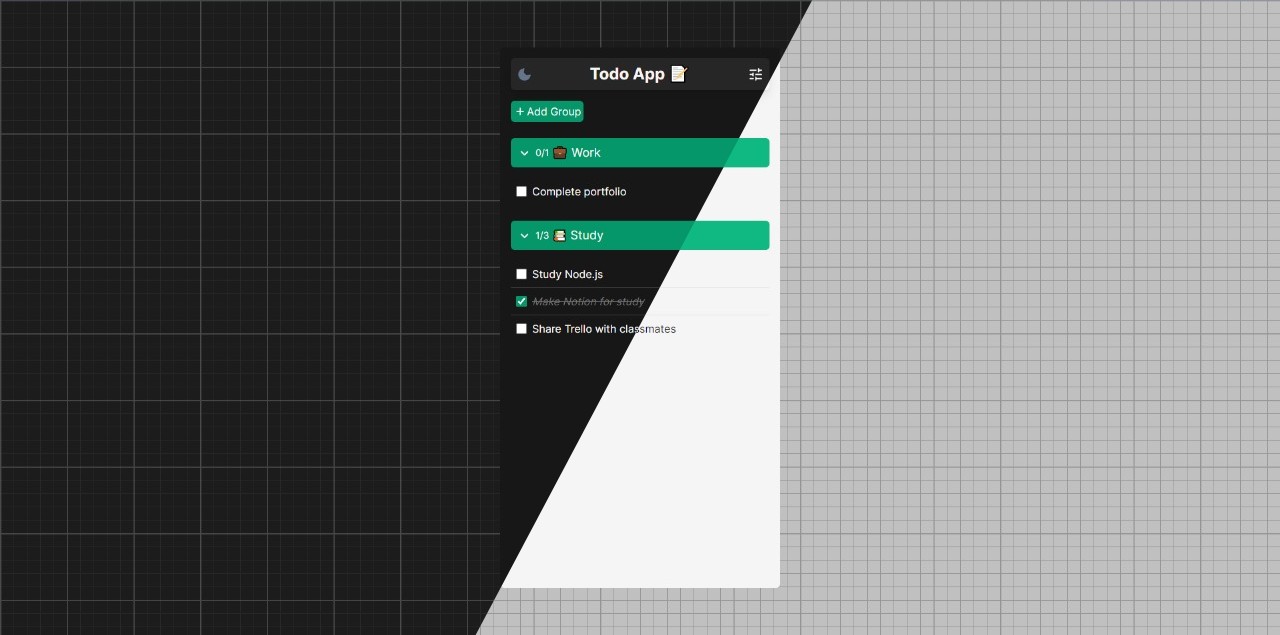 Todo App 📝
+ Add Group
0/1 💼 Work
Complete portfolio
1/3 📚 Study
Study Node.js
Make Notion for study
Share Trello with classmates